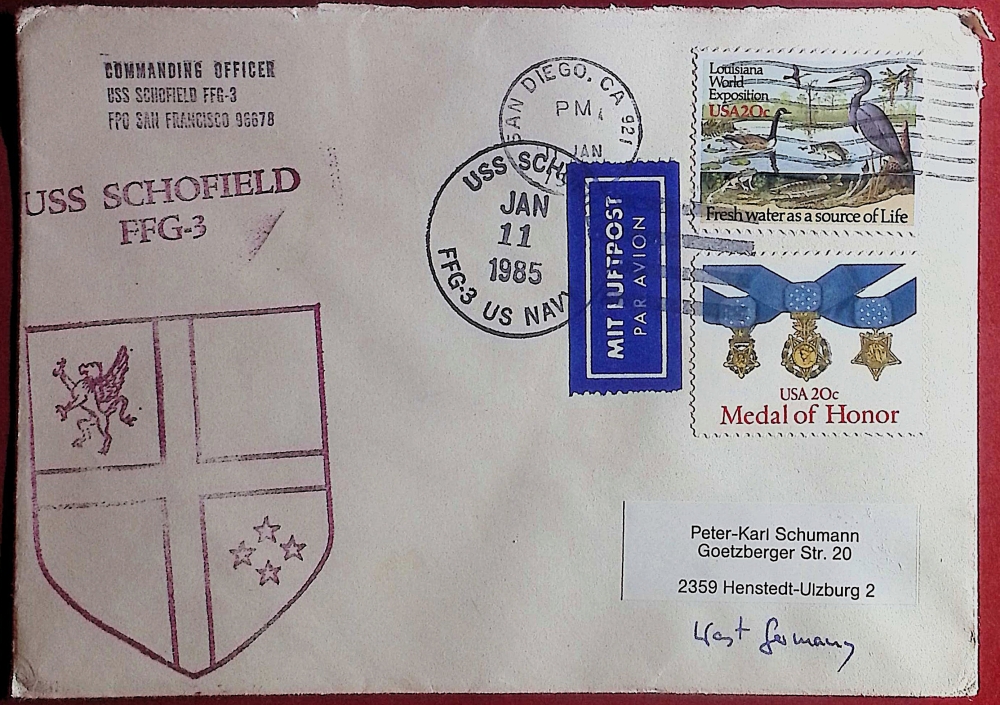 COMMANDING OFFICER
USS SCHOFIELD FFG-3
FPO SAN FRANCISCO 96678
USS SCHOFIELD
FFG-3
SAN DIEGO, CA 921
PM
JAN
USS SCH
JAN
11
1985
FFG-3 US NAVY
MIT LUFTPOST
PAR AVION
Louisiana
World
Exposition
USA 20c
Fresh water as a source of Life
USA 20c
Medal of Honor
Peter-Karl Schumann
Goetzberger Str. 20
2359 Henstedt-Ulzburg 2
West Germany